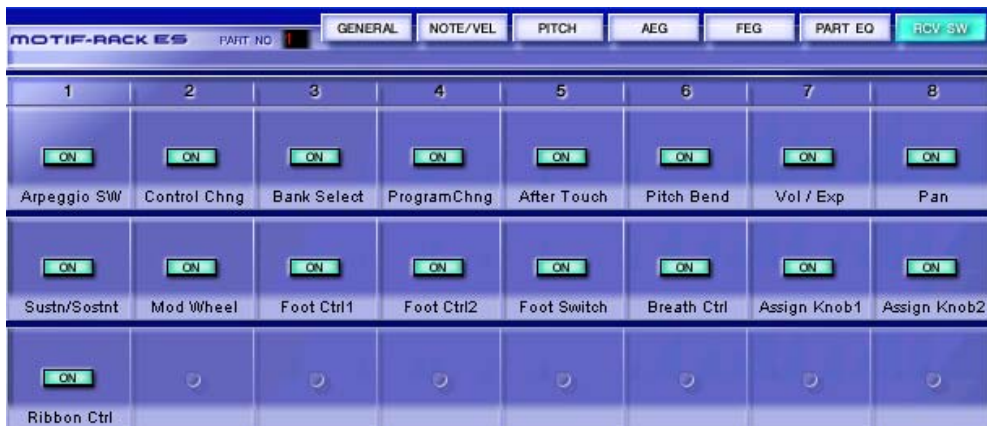 MOTIF-RACK ES PART NO 1 GENERAL NOTE/VEL PITCH AEG FEG PART EQ RCV SW
1 2 3 4 5 6 7 8
ON ON ON ON ON ON ON ON
Arpeggio SW Control Chng Bank Select ProgramChng After Touch Pitch Bend Vol / Exp Pan
ON ON ON ON ON ON ON ON
Sustn/Sostnt Mod Wheel Foot Ctrl1 Foot Ctrl2 Foot Switch Breath Ctrl Assign Knob1 Assign Knob2
ON
Ribbon Ctrl